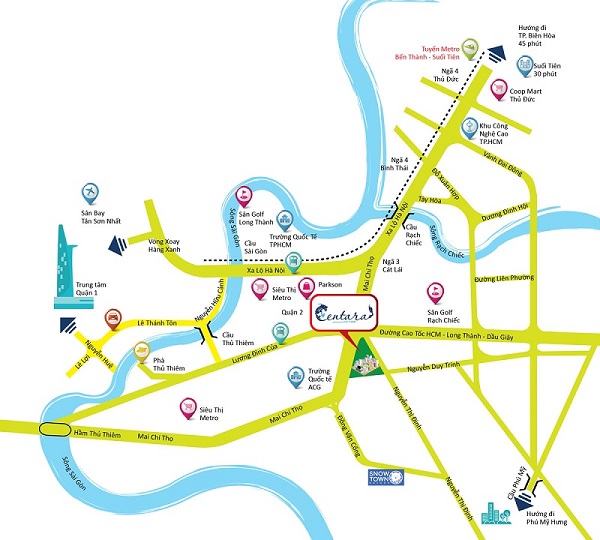 Hướng đi
TP. Biên Hòa
45 phút
Tuyến Metro
Bến Thành - Suối Tiên
Suối Tiên
30 phút
Ngã 4
Thủ Đức
Coop Mart
Thủ Đức
Khu Công
Nghệ Cao
TP.HCM
Vành Đai Đông
Ngã 4
Bình Thái
Đỗ Xuân Hợp
Tây Hòa
Dương Đình Hội
Sân Bay
Tân Sơn Nhất
Sân Golf
Long Thành
Sông Sài Gòn
Trường Quốc Tế
TPHCM
Xa Lộ Hà Nội
Cầu
Rạch
Chiếc
Sông Rạch Chiếc
Vòng Xoay
Hàng Xanh
Cầu
Sài Gòn
Ngã 3
Cát Lái
Xa Lộ Hà Nội
Mai Chí Thọ
Đường Liên Phường
Trung tâm
Quận 1
Nguyễn Hữu Cảnh
Siêu Thị
Metro
Parkson
Quận 2
Centara
Sân Golf
Rạch Chiếc
Lê Thánh Tôn
Cầu
Thủ Thiêm
Đường Cao Tốc HCM - Long Thành - Dầu Giây
Nguyễn Huệ
Lê Lợi
Phà
Thủ Thiêm
Lương Đình Của
Trường
Quốc tế
ACG
Nguyễn Duy Trinh
Siêu Thị
Metro
Mai Chí Thọ
Đồng Văn Cống
Nguyễn Thị Định
Hầm Thủ Thiêm
Mai Chí Thọ
Sông Sài Gòn
SNOW
TOWN
Nguyễn Thị Định
Cầu Phú Mỹ
Hướng đi
Phú Mỹ Hưng